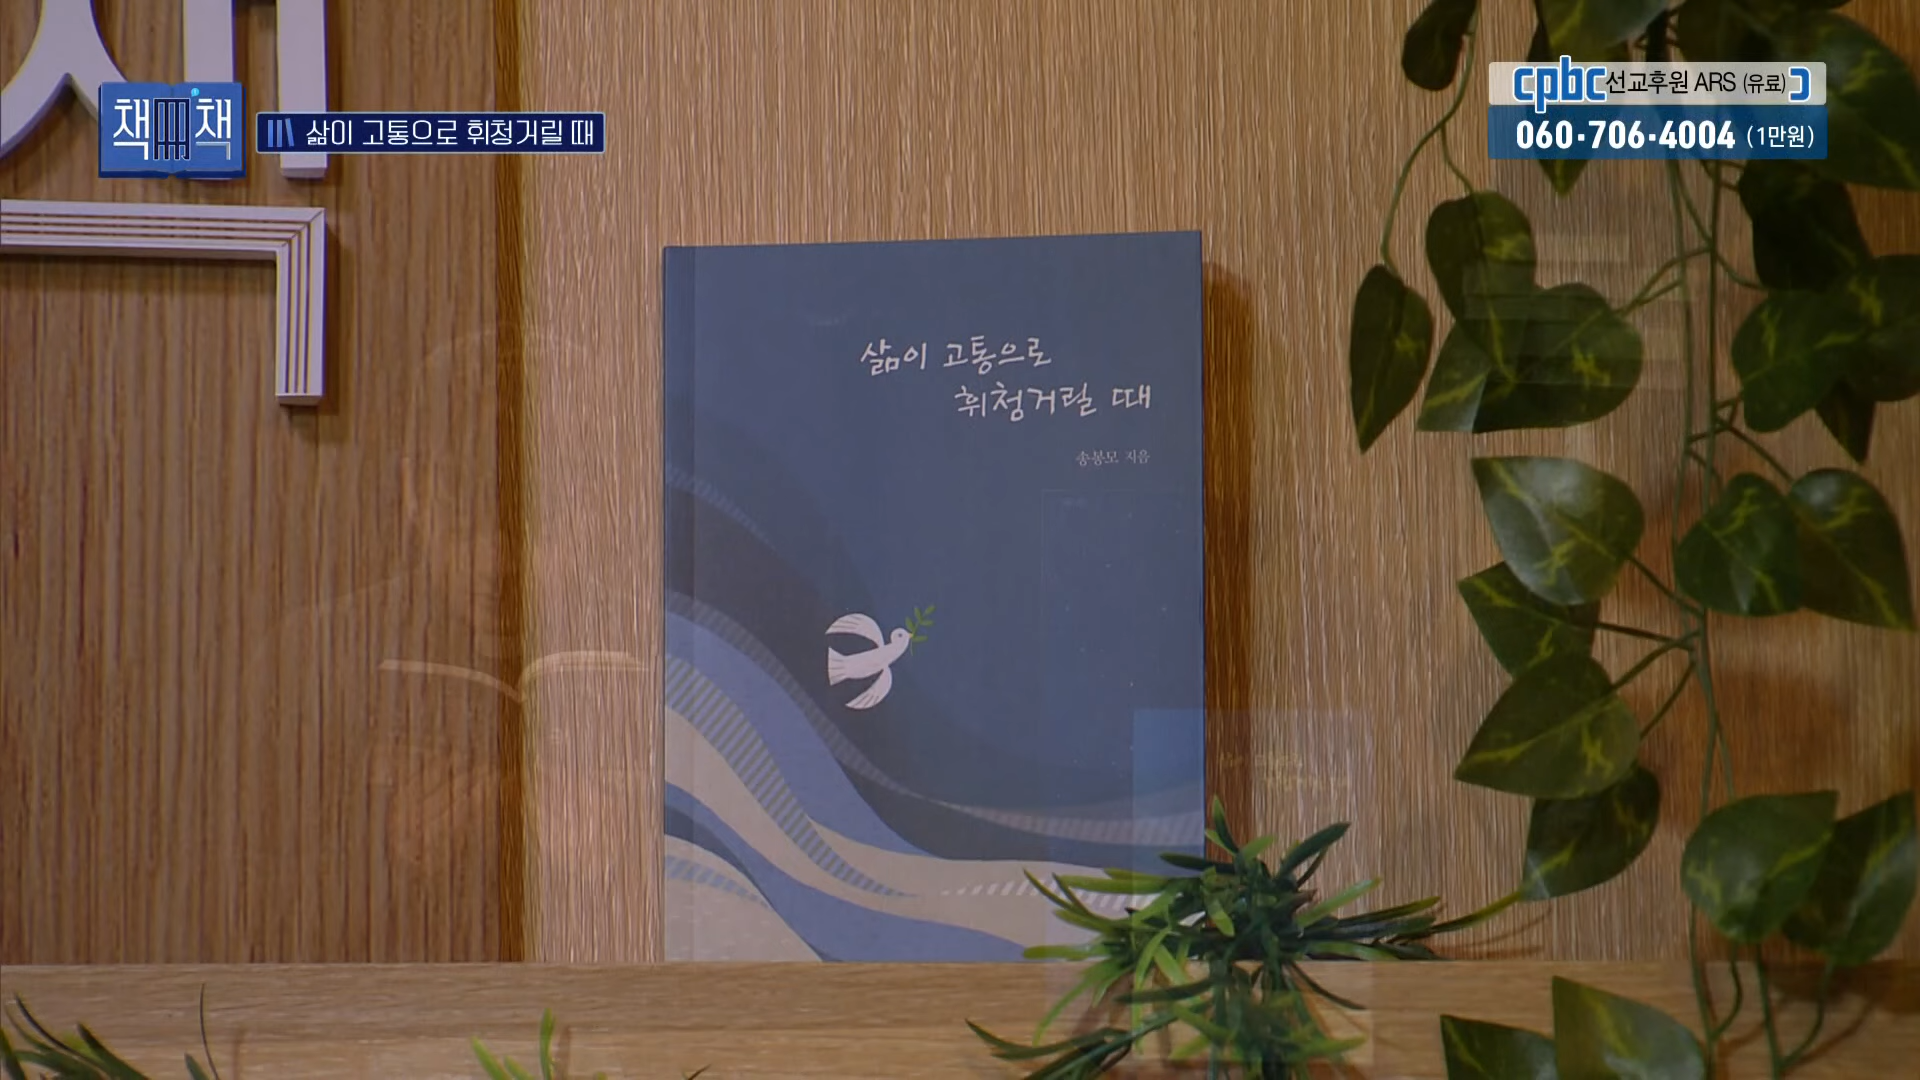 책冊책
삶이 고통으로 휘청거릴 때
cpbc 선교후원 ARS (유료)
060·706·4004 (1만원)
삶이 고통으로
휘청거릴 때
송봉모 지음